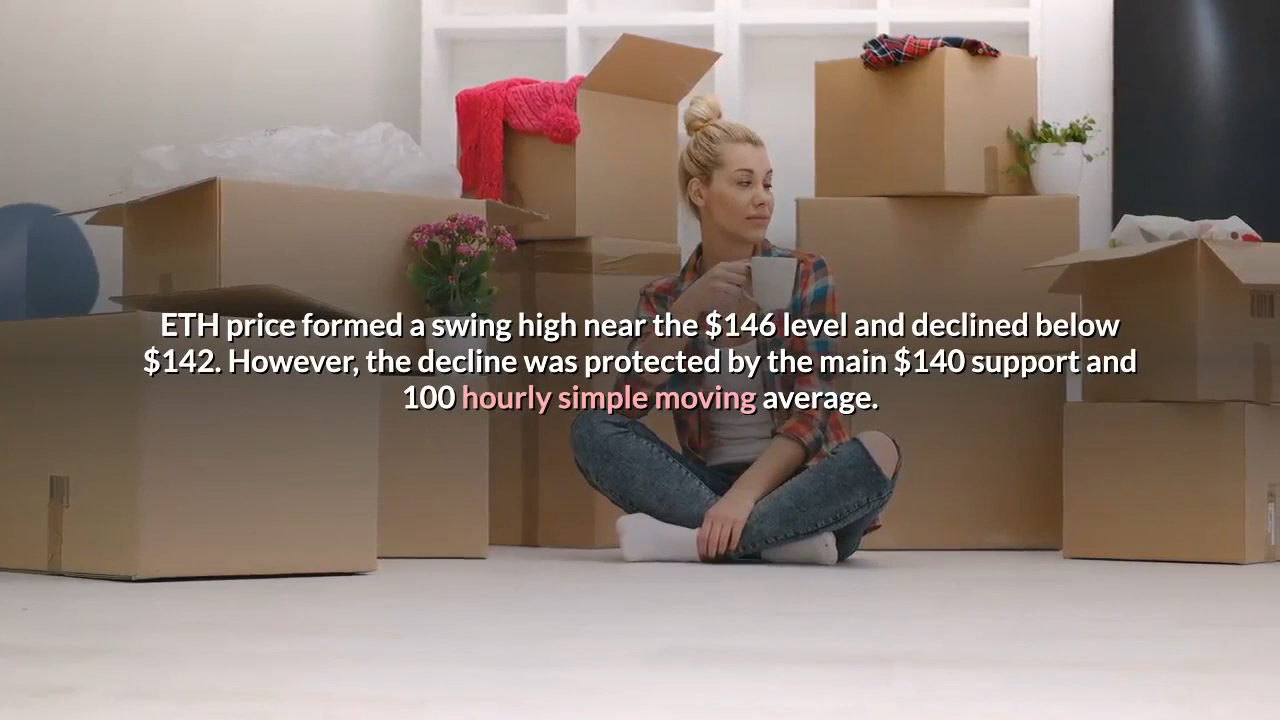 ETH price formed a swing high near the $146 level and declined below
$142. However, the decline was protected by the main $140 support and
100 hourly simple moving average.